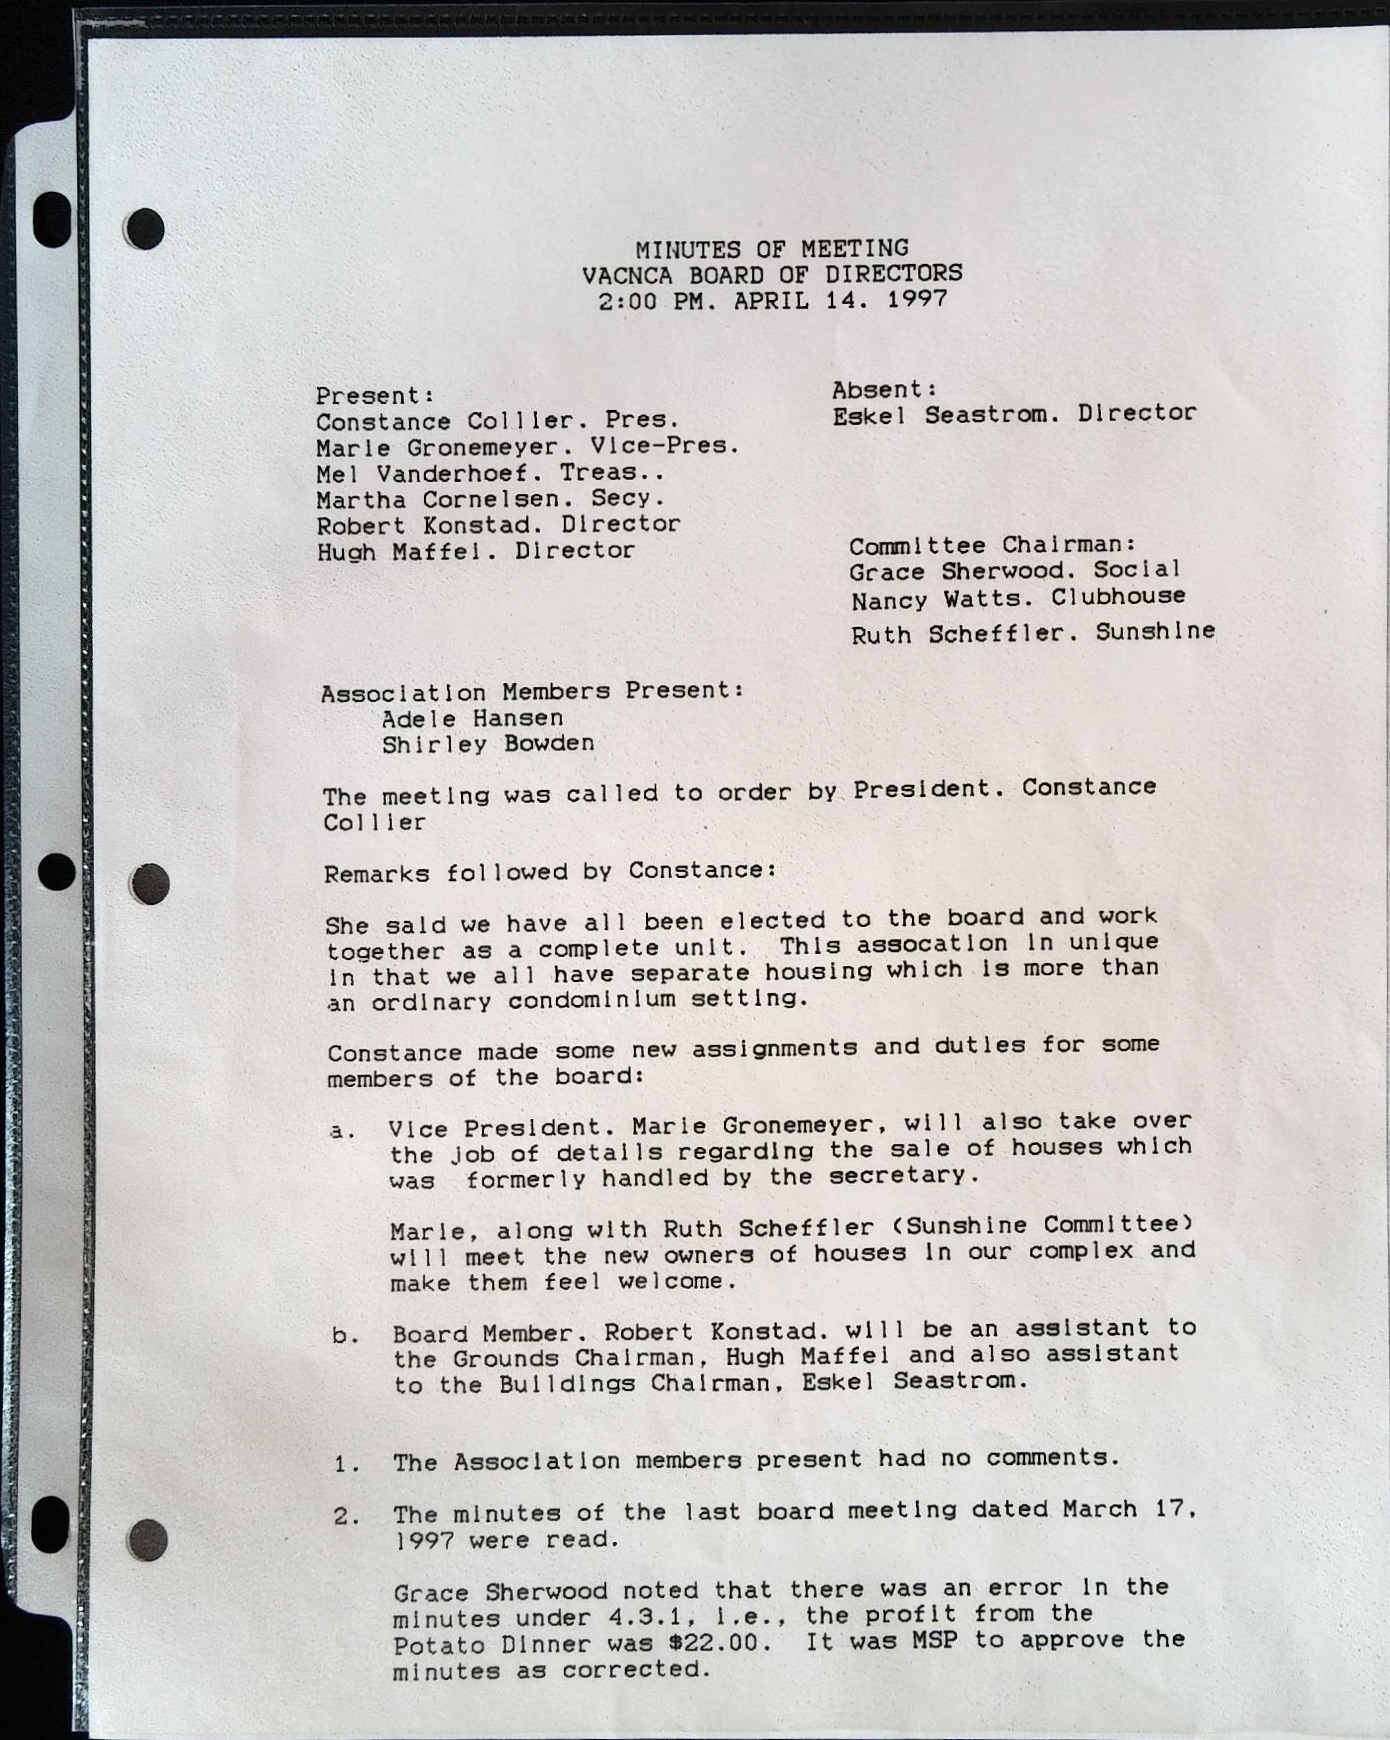 MINUTES OF MEETING
VACNCA BOARD OF DIRECTORS
2:00 PM. APRIL 14. 1997
Present:
Constance Collier. Pres.
Marie Gronemeyer. Vice-Pres.
Mel Vanderhoef. Treas..
Martha Cornelsen. Secy.
Robert Konstad. Director
Hugh Maffei. Director
Absent:
Eskel Seastrom. Director
Committee Chairman:
Grace Sherwood. Social
Nancy Watts. Clubhouse
Ruth Scheffler. Sunshine
Association Members Present:
Adele Hansen
Shirley Bowden
The meeting was called to order by President. Constance
Collier
Remarks followed by Constance:
She said we have all been elected to the board and work
together as a complete unit. This assocation in unique
in that we all have separate housing which is more than
an ordinary condominium setting.
Constance made some new assignments and duties for some
members of the board:
a. Vice President. Marie Gronemeyer, will also take over
the job of details regarding the sale of houses which
was formerly handled by the secretary.
Marie, along with Ruth Scheffler (Sunshine Committee)
will meet the new owners of houses in our complex and
make them feel welcome.
b. Board Member. Robert Konstad. will be an assistant to
the Grounds Chairman, Hugh Maffei and also assistant
to the Buildings Chairman, Eskel Seastrom.
1. The Association members present had no comments.
2. The minutes of the last board meeting dated March 17,
1997 were read.
Grace Sherwood noted that there was an error in the
minutes under 4.3.1, i.e., the profit from the
Potato Dinner was $22.00. It was MSP to approve the
minutes as corrected.